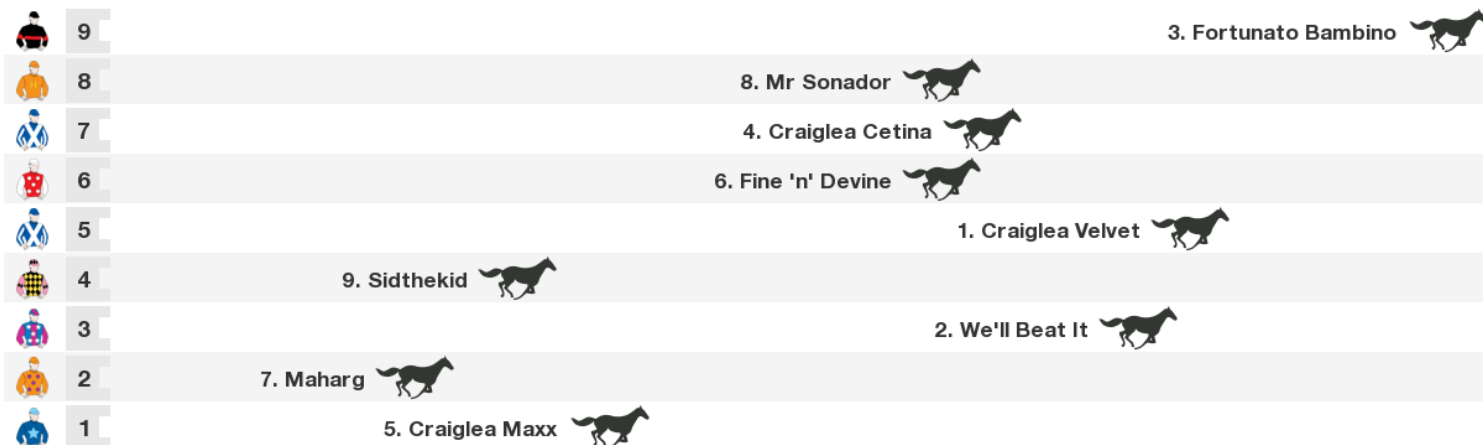 9 3. Fortunato Bambino
8 8. Mr Sonador
7 4. Craiglea Cetina
6 6. Fine 'n' Devine
5 1. Craiglea Velvet
4 9. Sidthekid
3 2. We'll Beat It
2 7. Maharg
1 5. Craiglea Maxx